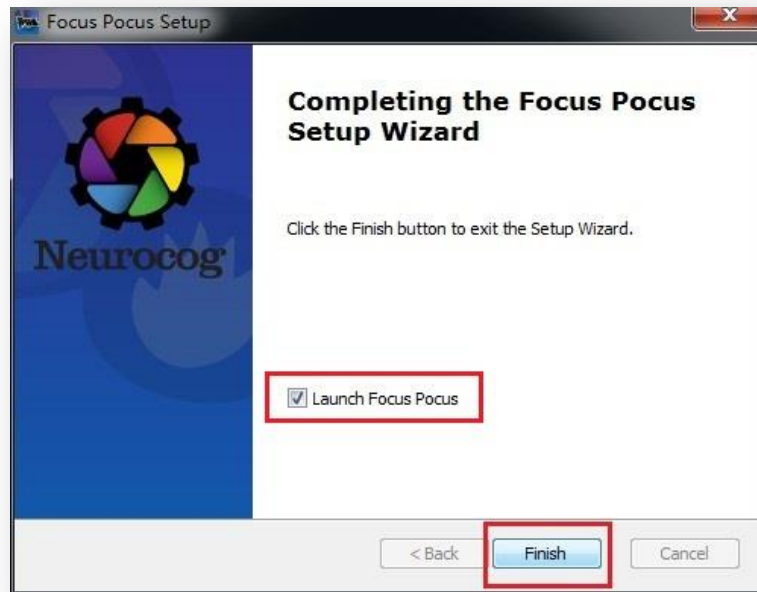 Focus Pocus Setup
X
Completing the Focus Pocus
Setup Wizard
Click the Finish button to exit the Setup Wizard.
Neurocog
Launch Focus Pocus
< Back
Finish
Cancel